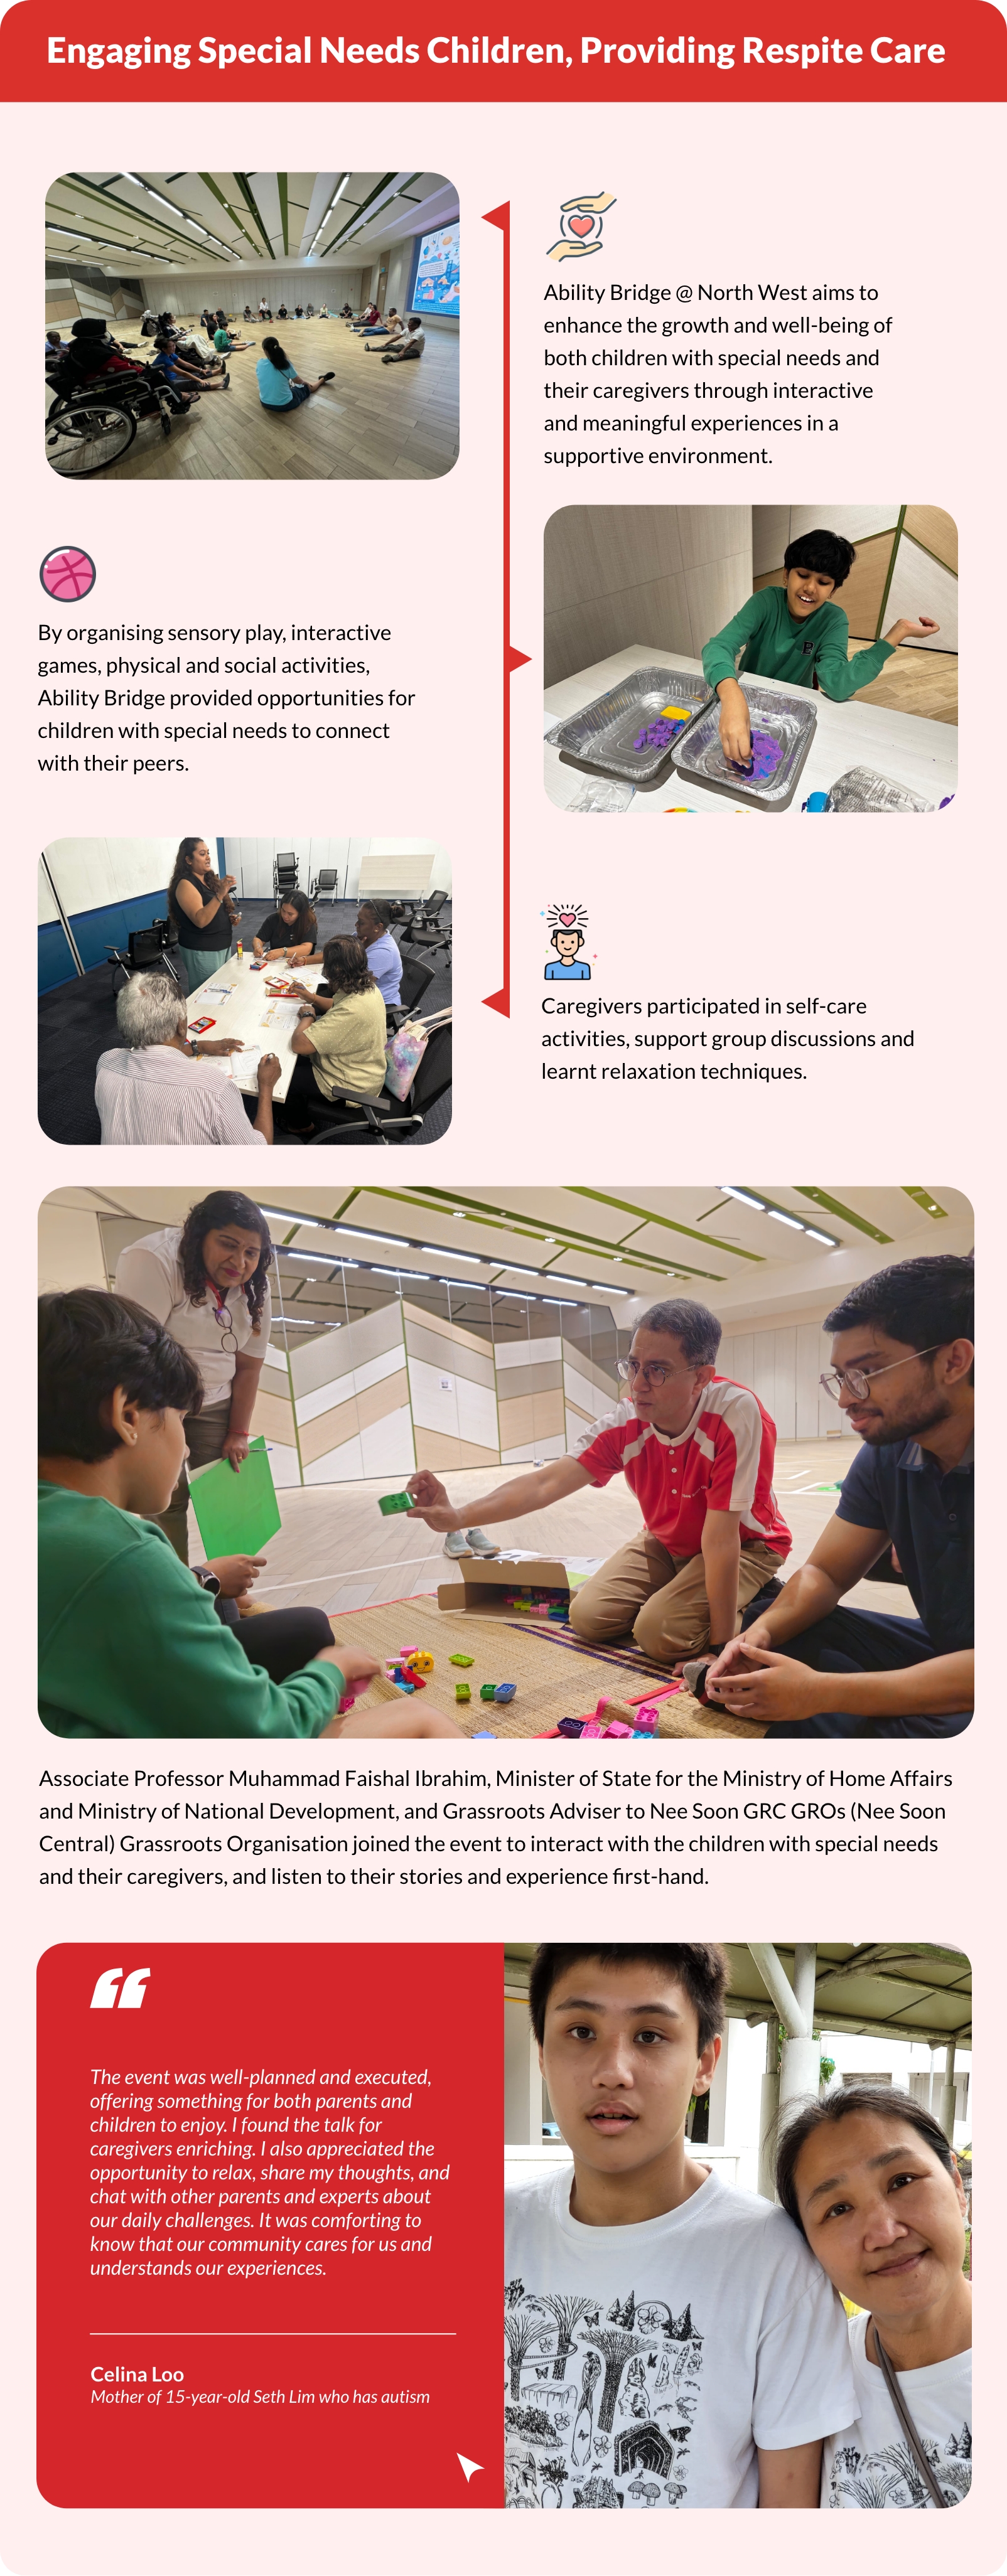 Engaging Special Needs Children, Providing Respite Care
Ability Bridge @ North West aims to
enhance the growth and well-being of
both children with special needs and
their caregivers through interactive
and meaningful experiences in a
supportive environment.
By organising sensory play, interactive
games, physical and social activities,
Ability Bridge provided opportunities for
children with special needs to connect
with their peers.
Caregivers participated in self-care
activities, support group discussions and
learnt relaxation techniques.
Associate Professor Muhammad Faishal Ibrahim, Minister of State for the Ministry of Home Affairs
and Ministry of National Development, and Grassroots Adviser to Nee Soon GRC GROs (Nee Soon
Central) Grassroots Organisation joined the event to interact with the children with special needs
and their caregivers, and listen to their stories and experience first-hand.
The event was well-planned and executed,
offering something for both parents and
children to enjoy. I found the talk for
caregivers enriching. I also appreciated the
opportunity to relax, share my thoughts, and
chat with other parents and experts about
our daily challenges. It was comforting to
know that our community cares for us and
understands our experiences.
Celina Loo
Mother of 15-year-old Seth Lim who has autism